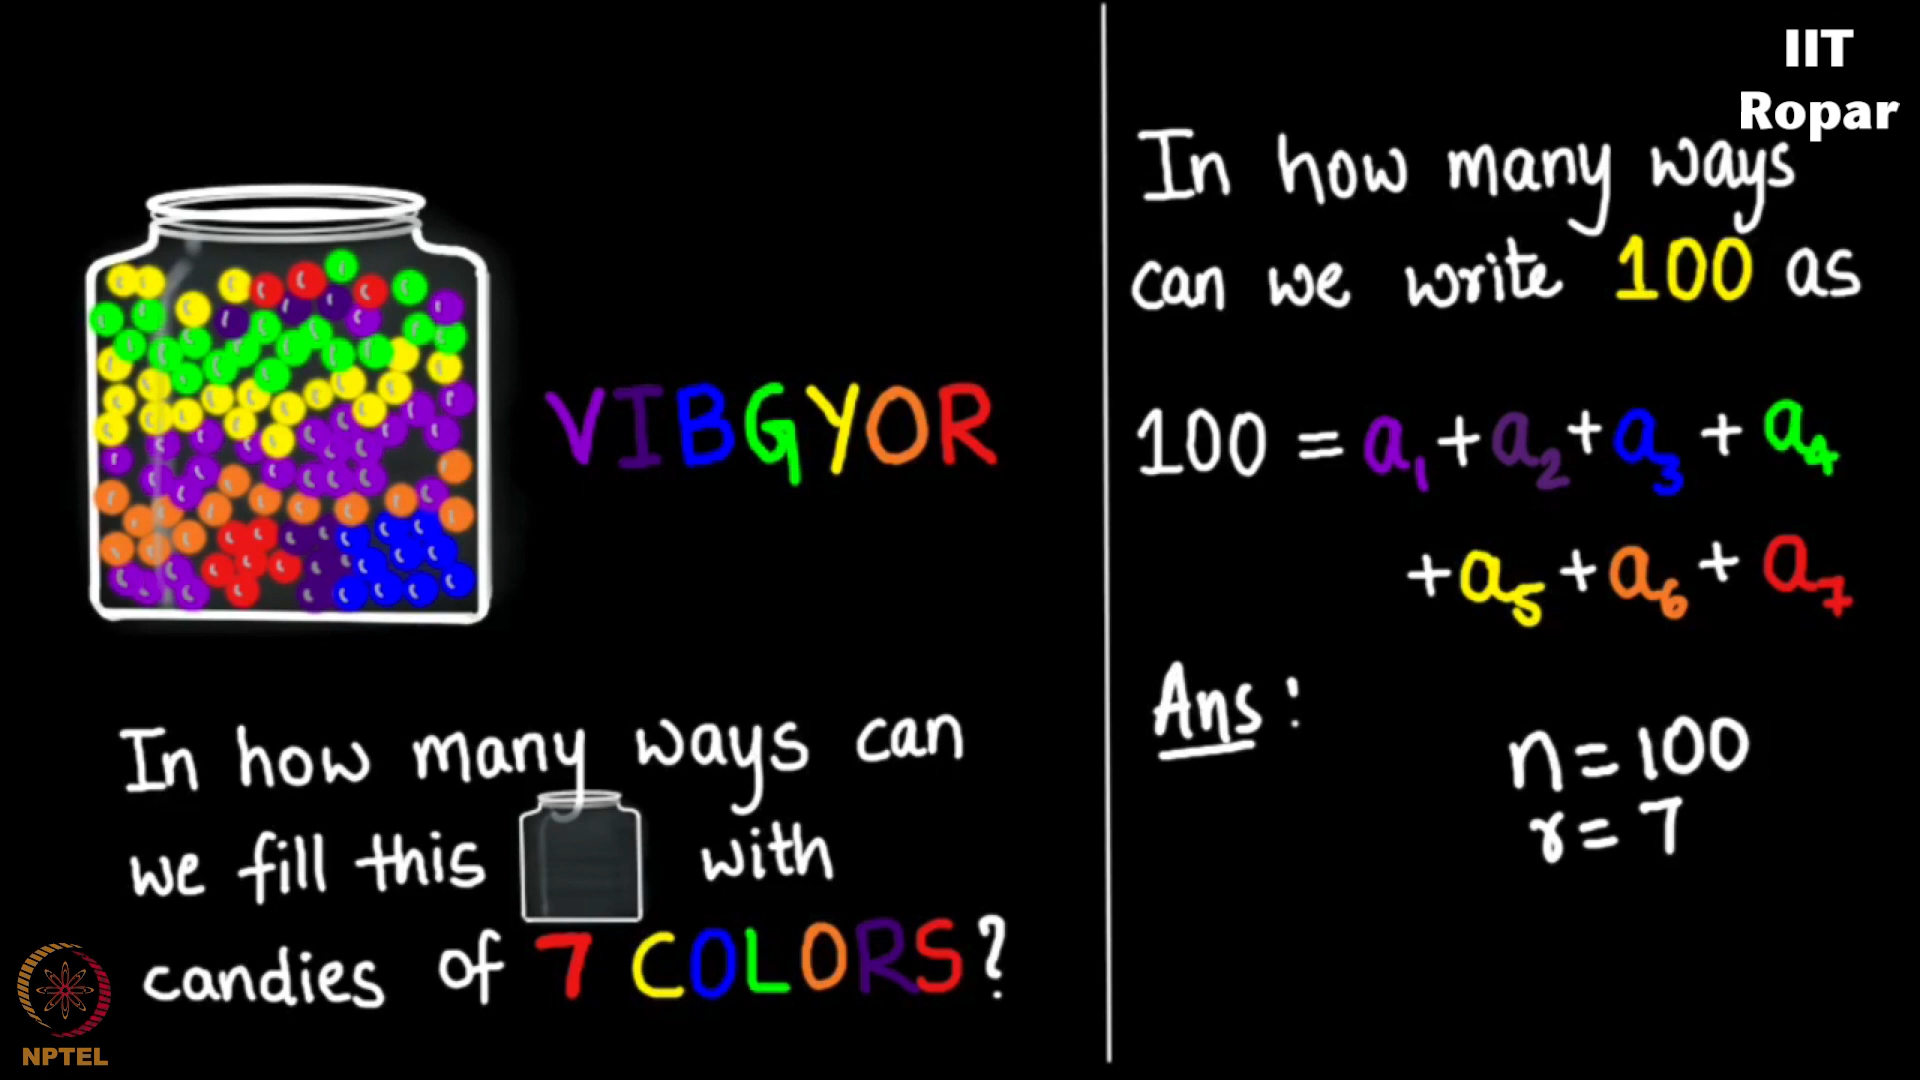 IIT
Ropar
VIBGYOR
In how many ways can
we fill this with
candies of 7 COLORS?
NPTEL
In how many ways
can we write 100 as
100 = a₁ + a₂ + a₃ + a₄
+ a₅ + a₆ + a₇
Ans:
n = 100
r = 7